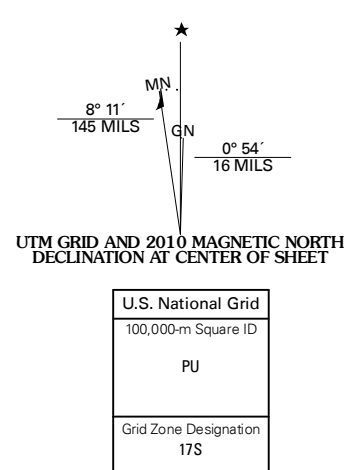 ★
MN
8° 11´
145 MILS
GN
0° 54´
16 MILS
UTM GRID AND 2010 MAGNETIC NORTH
DECLINATION AT CENTER OF SHEET
U.S. National Grid
100,000-m Square ID
PU
Grid Zone Designation
17S